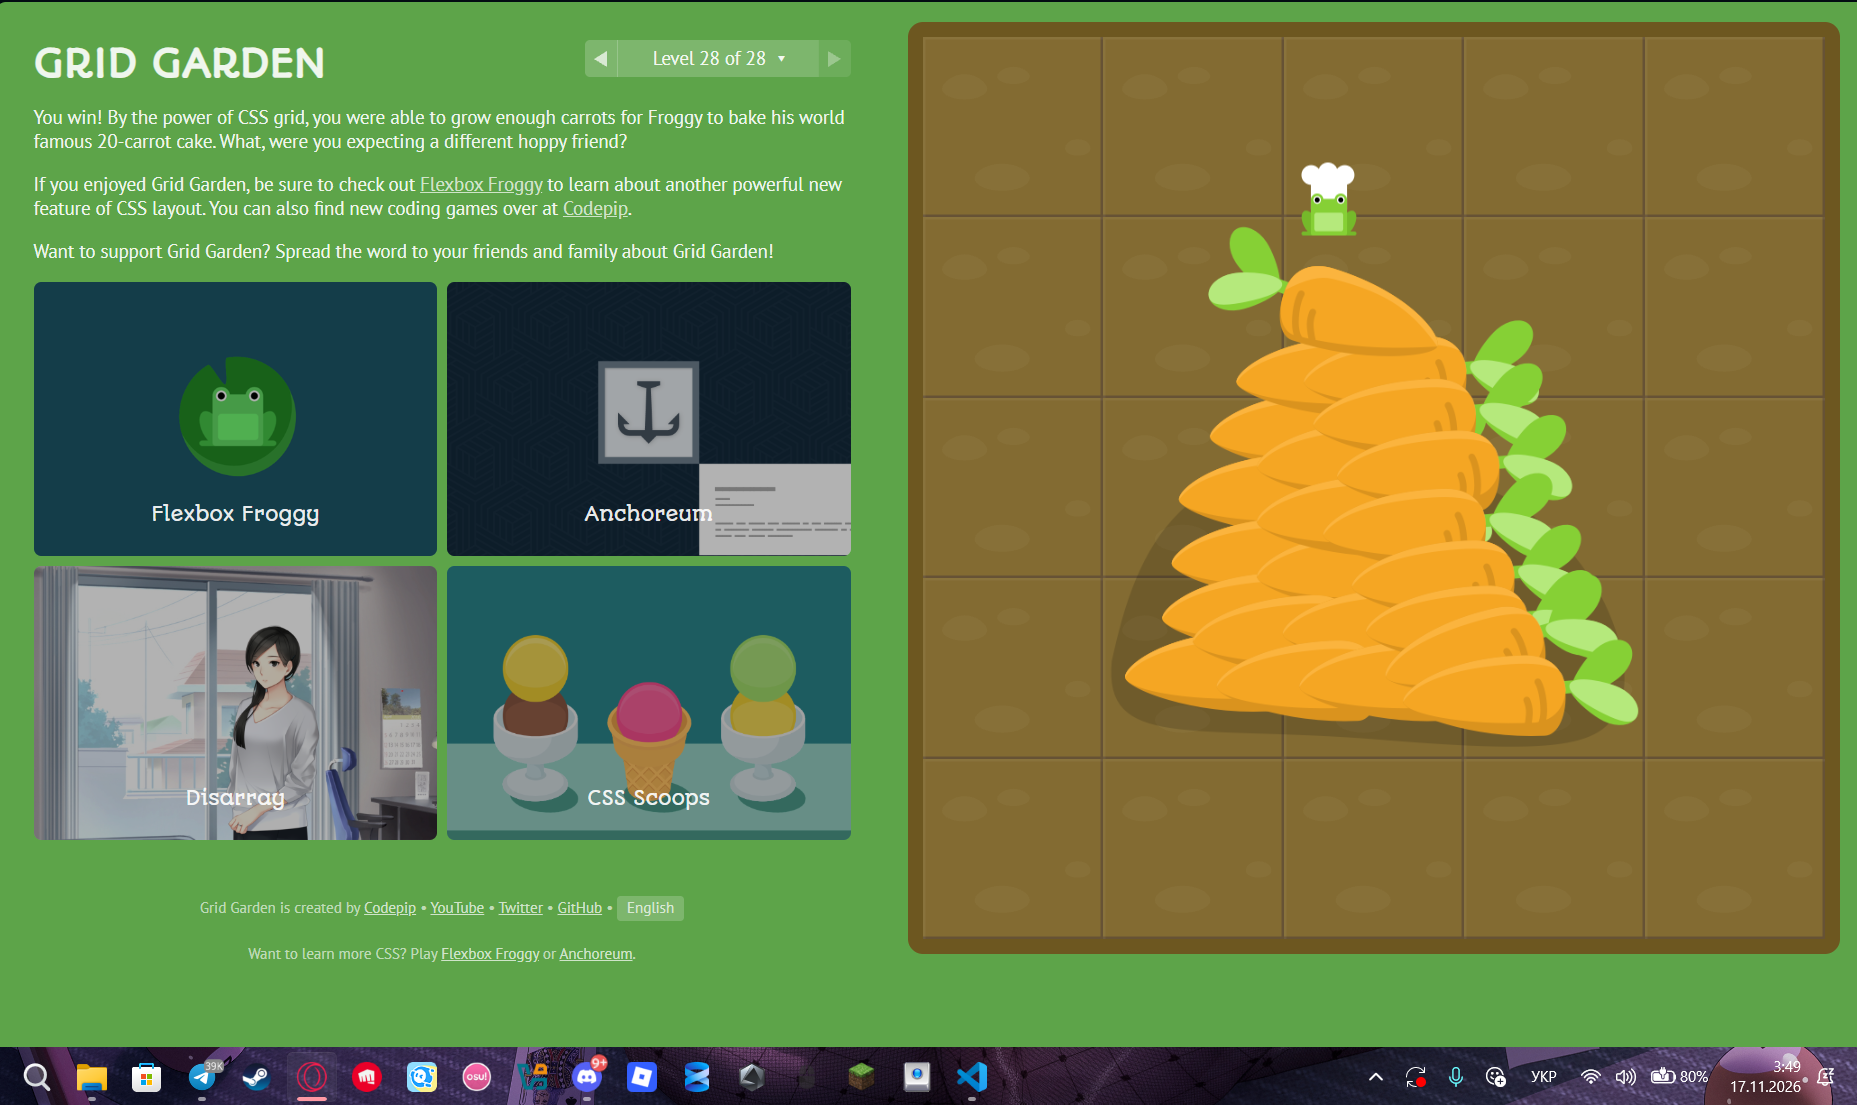 GRID GARDEN
◀ Level 28 of 28 ▼ ▶
You win! By the power of CSS grid, you were able to grow enough carrots for Froggy to bake his world
famous 20-carrot cake. What, were you expecting a different hoppy friend?
If you enjoyed Grid Garden, be sure to check out Flexbox Froggy to learn about another powerful new
feature of CSS layout. You can also find new coding games over at Codepip.
Want to support Grid Garden? Spread the word to your friends and family about Grid Garden!
Flexbox Froggy
Anchoreum
Disarray
CSS Scoops
Grid Garden is created by Codepip • YouTube • Twitter • GitHub • English
Want to learn more CSS? Play Flexbox Froggy or Anchoreum.
39K
osu!
9+
УКР
80%
3:49
17.11.2026